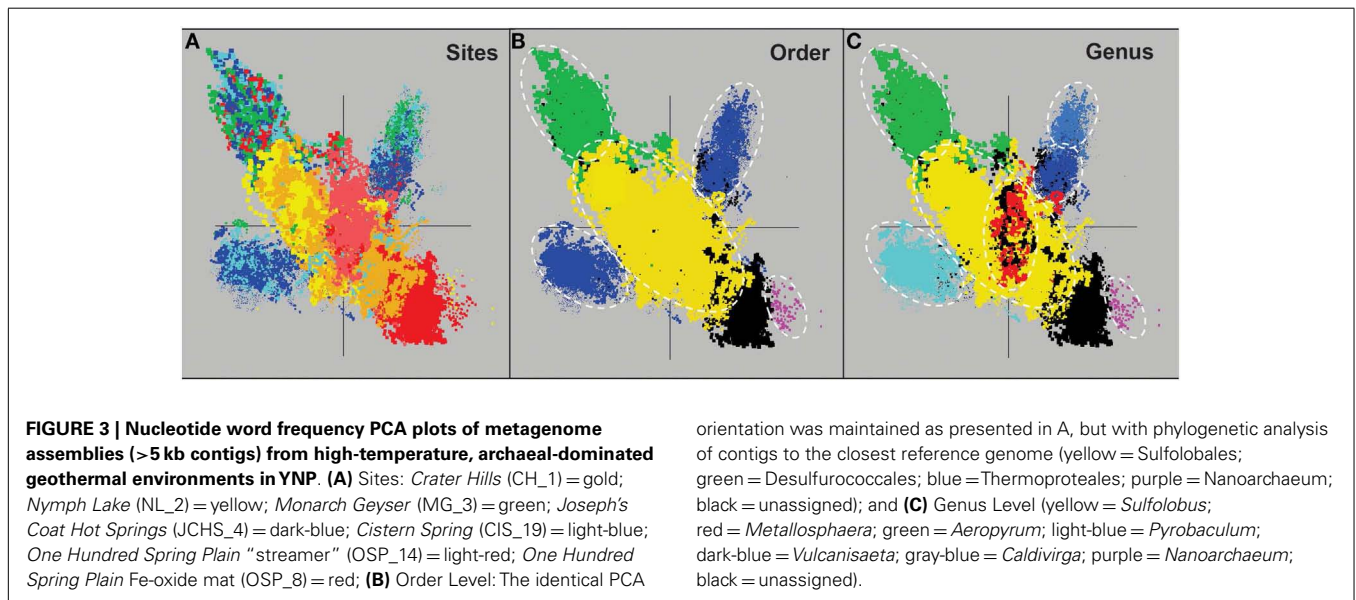 A
Sites
B
Order
C
Genus
FIGURE 3 | Nucleotide word frequency PCA plots of metagenome
assemblies (>5 kb contigs) from high-temperature, archaeal-dominated
geothermal environments in YNP. (A) Sites: Crater Hills (CH_1) = gold;
Nymph Lake (NL_2) = yellow; Monarch Geyser (MG_3) = green; Joseph's
Coat Hot Springs (JCHS_4) = dark-blue; Cistern Spring (CIS_19) = light-blue;
One Hundred Spring Plain "streamer" (OSP_14) = light-red; One Hundred
Spring Plain Fe-oxide mat (OSP_8) = red; (B) Order Level: The identical PCA
orientation was maintained as presented in A, but with phylogenetic analysis
of contigs to the closest reference genome (yellow = Sulfolobales;
green = Desulfurococcales; blue = Thermoproteales; purple = Nanoarchaeum;
black = unassigned); and (C) Genus Level (yellow = Sulfolobus;
red = Metallosphaera; green = Aeropyrum; light-blue = Pyrobaculum;
dark-blue = Vulcanisaeta; gray-blue = Caldivirga; purple = Nanoarchaeum;
black = unassigned).